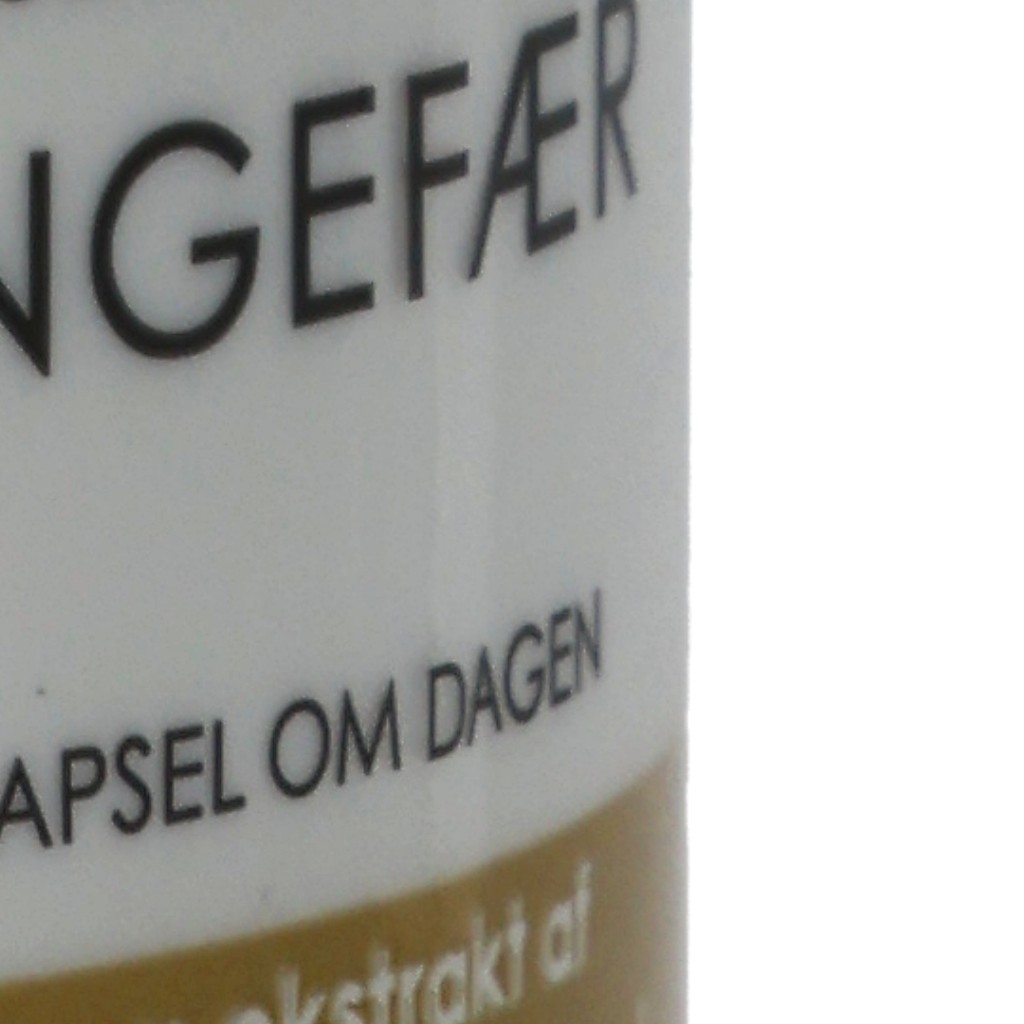 NGEFÆR
APSEL OM DAGEN
ekstrakt af